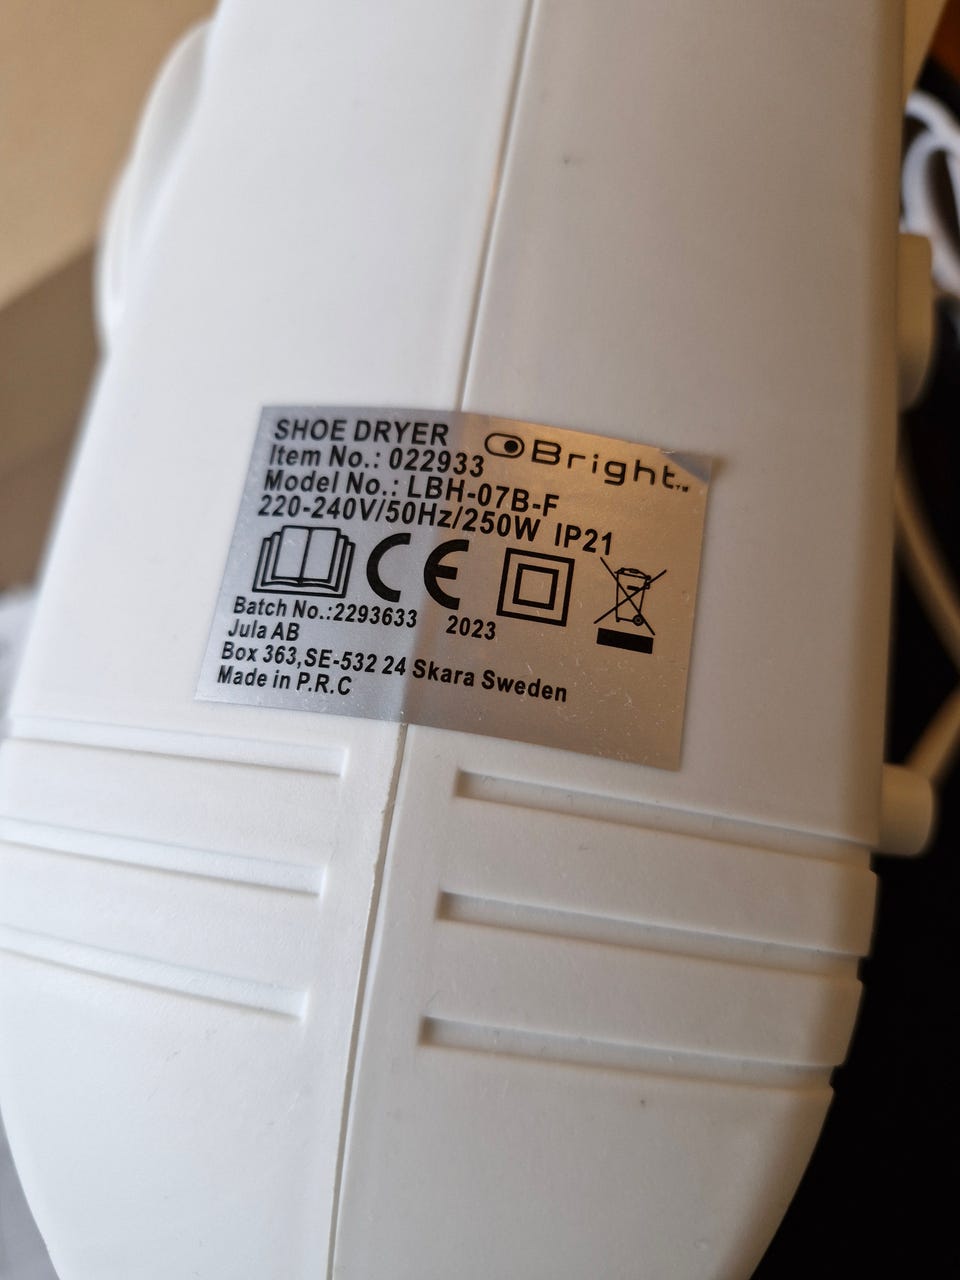 SHOE DRYER
Bright™
Item No.: 022933
Model No.: LBH-07B-F
220-240V/50Hz/250W IP21
CE
Batch No.:2293633 2023
Jula AB
Box 363,SE-532 24 Skara Sweden
Made in P.R.C